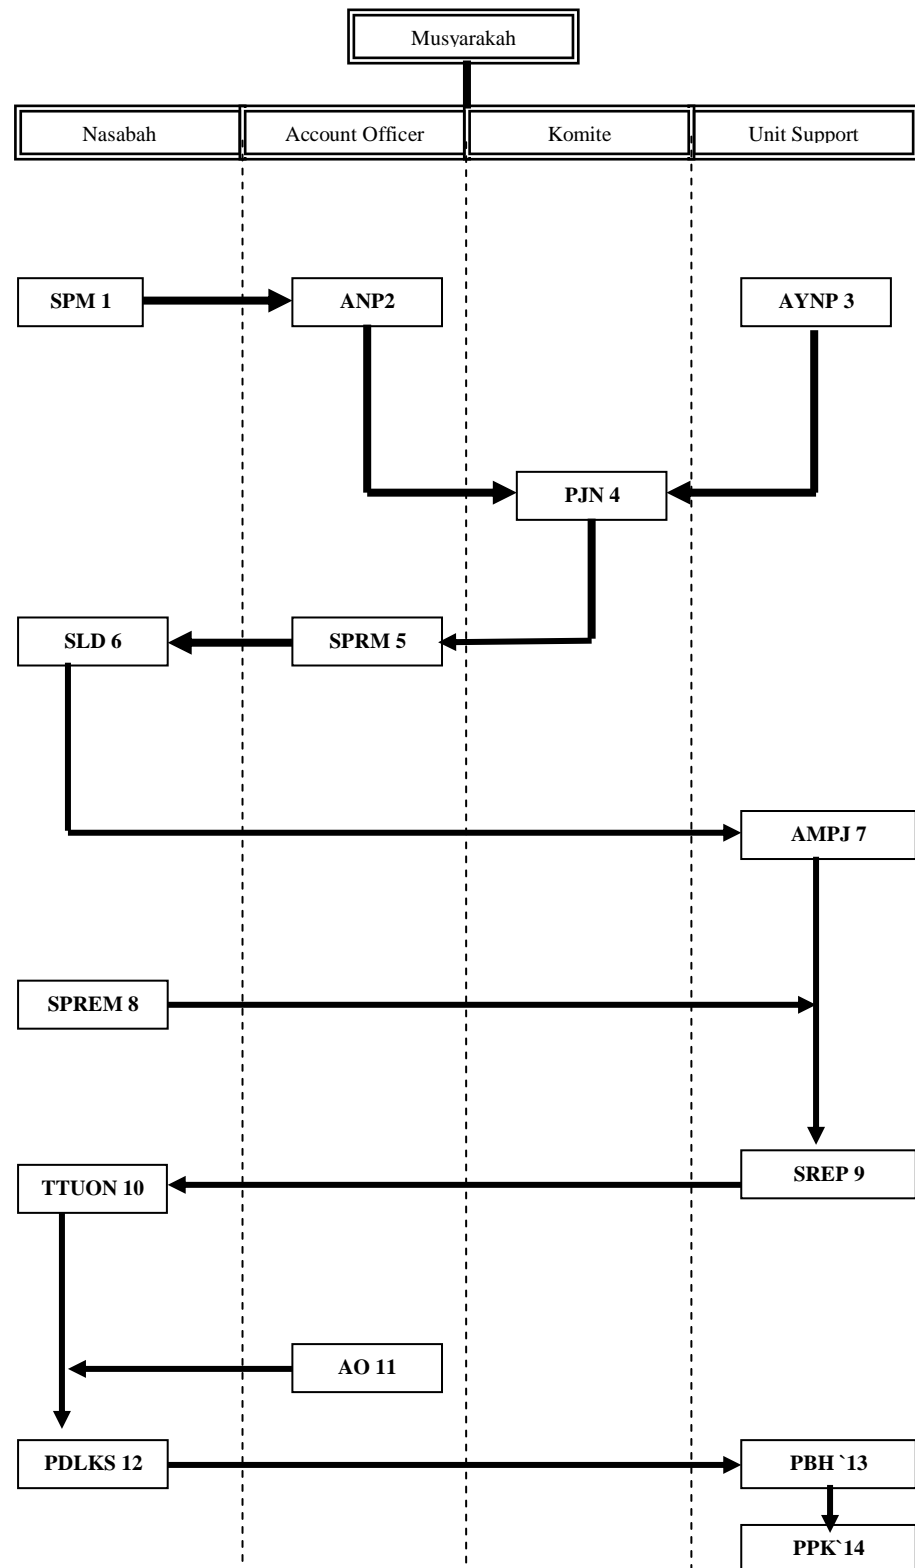 Musyarakah
Nasabah
Account Officer
Komite
Unit Support
SPM 1
ANP2
AYNP 3
PJN 4
SLD 6
SPRM 5
AMPJ 7
SPREM 8
SREP 9
TTUON 10
AO 11
PDLKS 12
PBH `13
PPK`14